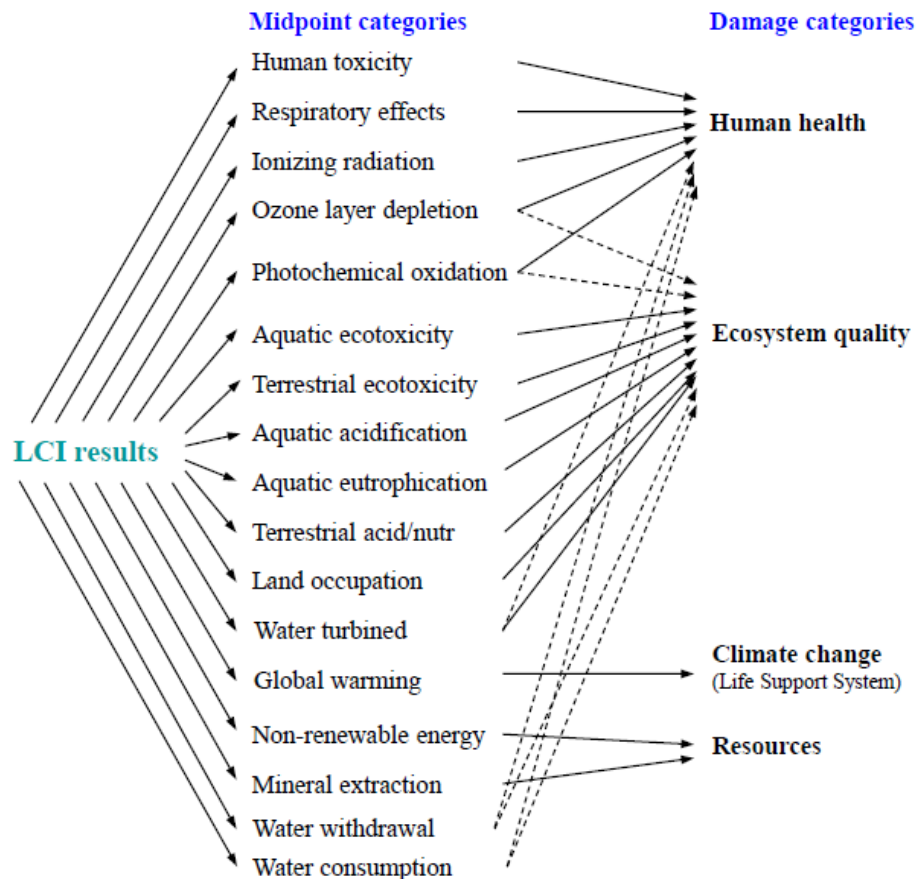 Midpoint categories
Damage categories
Human toxicity
Respiratory effects
Human health
Ionizing radiation
Ozone layer depletion
Photochemical oxidation
Aquatic ecotoxicity
Ecosystem quality
Terrestrial ecotoxicity
Aquatic acidification
LCI results
Aquatic eutrophication
Terrestrial acid/nutr
Land occupation
Water turbined
Climate change
(Life Support System)
Global warming
Non-renewable energy
Resources
Mineral extraction
Water withdrawal
Water consumption